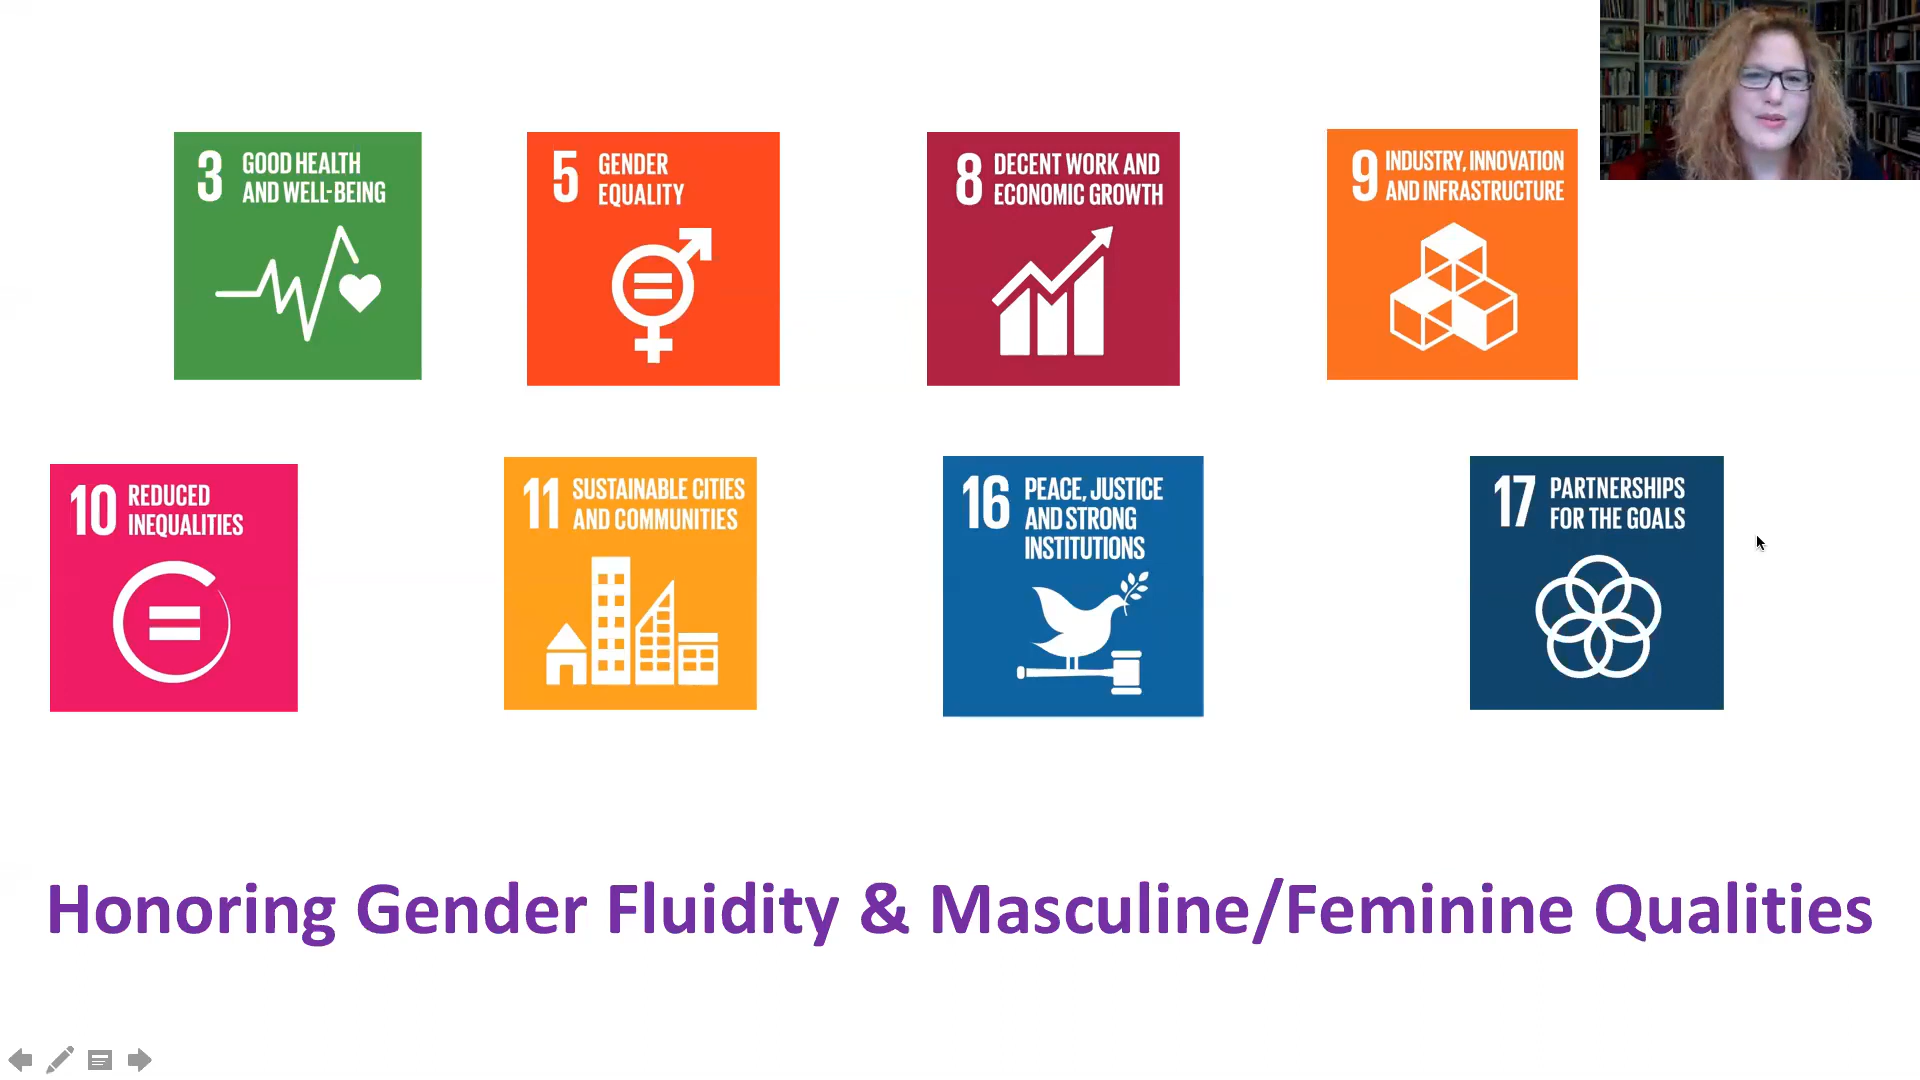 3 GOOD HEALTH
AND WELL-BEING
5 GENDER
EQUALITY
8 DECENT WORK AND
ECONOMIC GROWTH
9 INDUSTRY, INNOVATION
AND INFRASTRUCTURE
10 REDUCED
INEQUALITIES
11 SUSTAINABLE CITIES
AND COMMUNITIES
16 PEACE, JUSTICE
AND STRONG
INSTITUTIONS
17 PARTNERSHIPS
FOR THE GOALS
Honoring Gender Fluidity & Masculine/Feminine Qualities